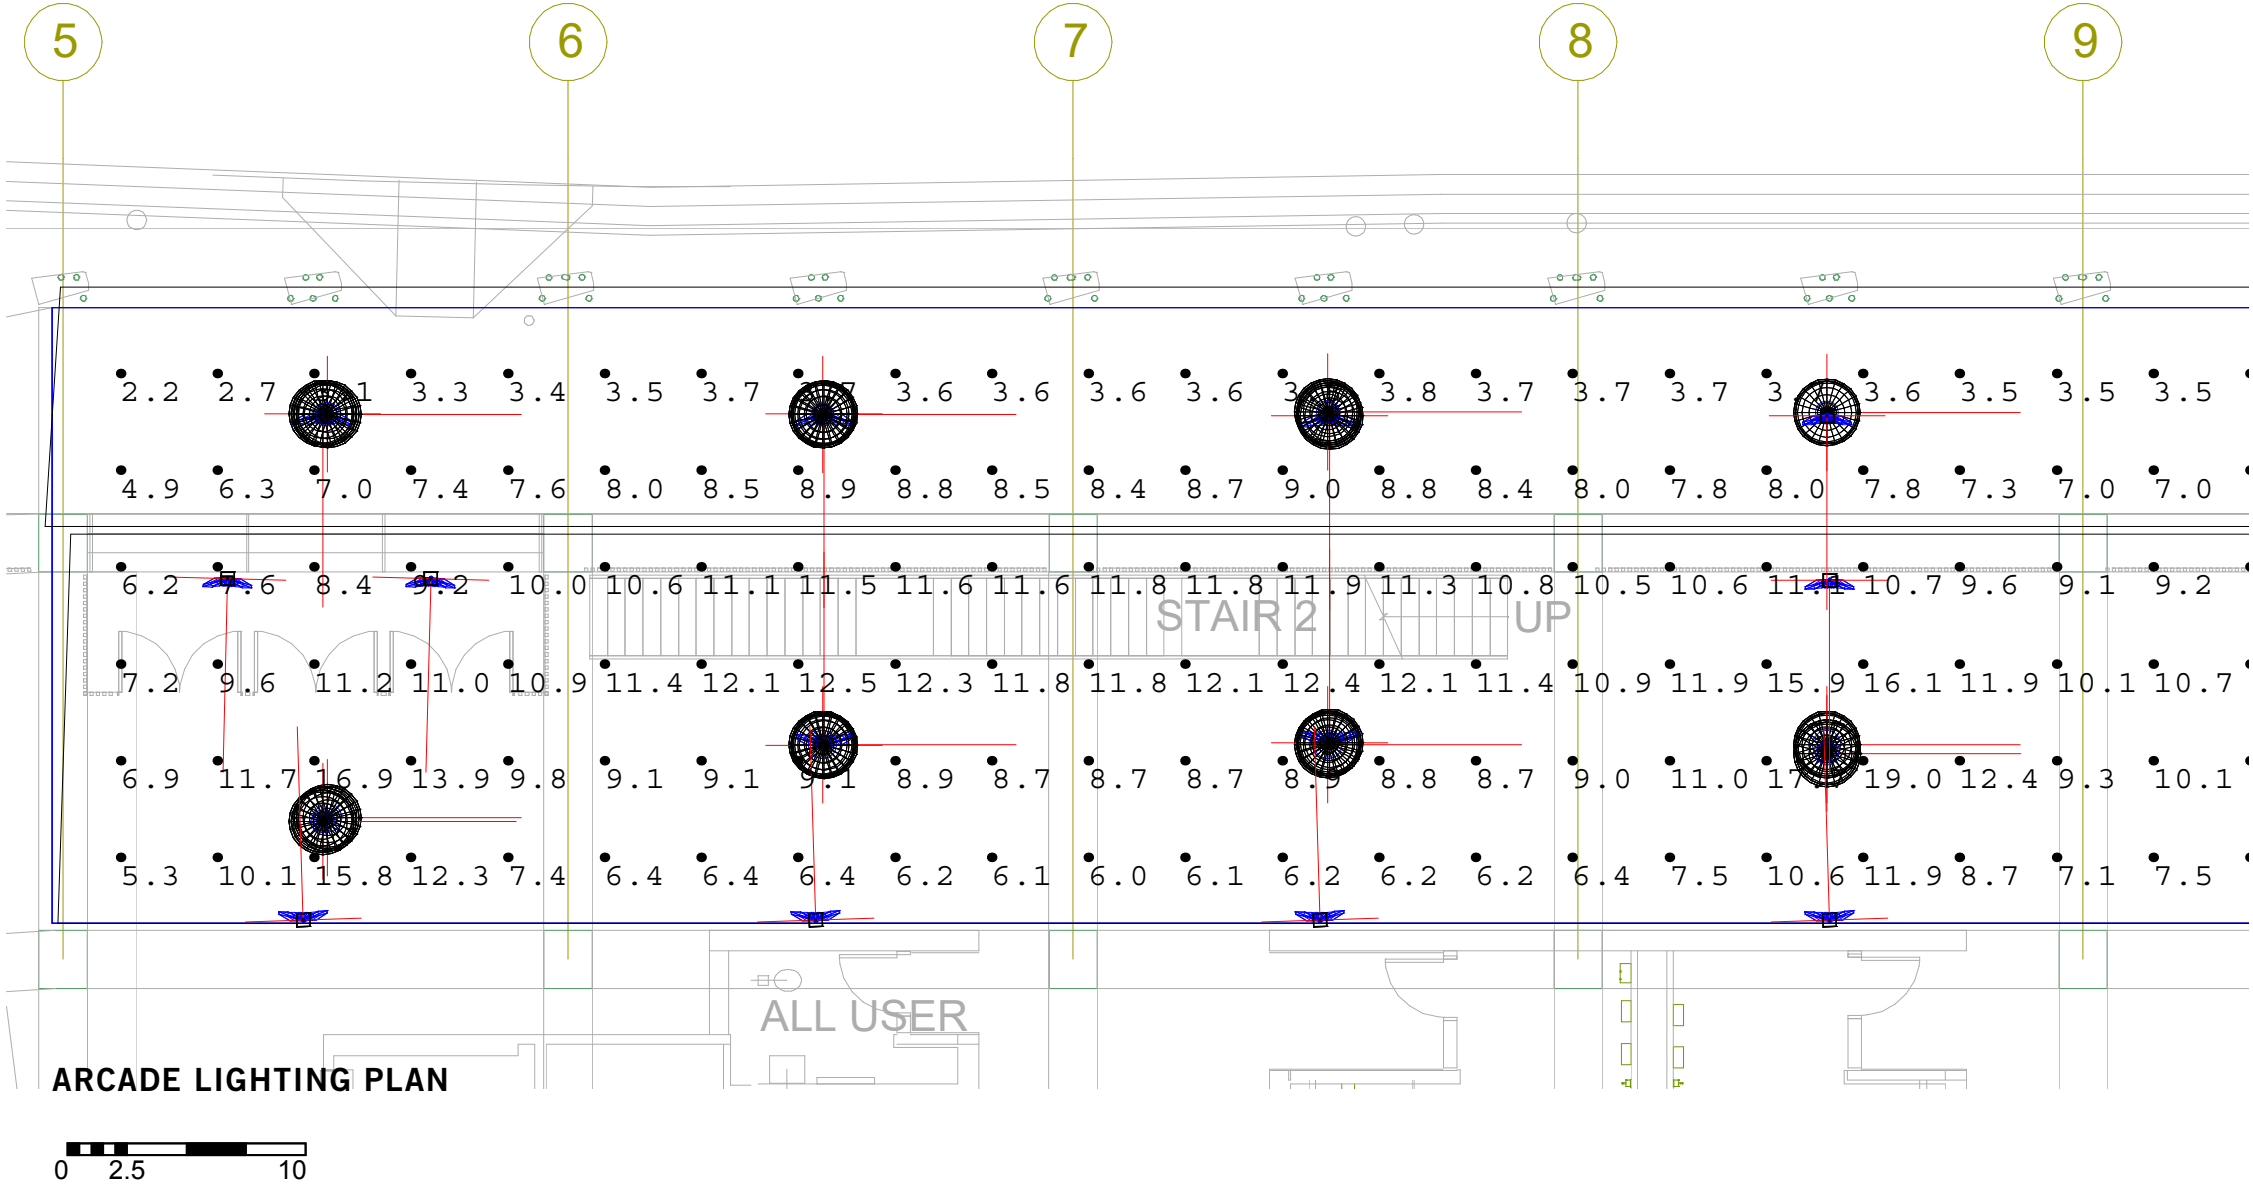 5 6 7 8 9
2.2 2.7 3.3 3.4 3.5 3.7 3.6 3.6 3.6 3.6 3.8 3.7 3.7 3.7 3.6 3.5 3.5 3.5
4.9 6.3 7.0 7.4 7.6 8.0 8.5 8.9 8.8 8.5 8.4 8.7 9.0 8.8 8.4 8.0 7.8 8.0 7.8 7.3 7.0 7.0
6.2 7.6 8.4 9.2 10.0 10.6 11.1 11.5 11.6 11.6 11.8 11.8 11.9 11.3 10.8 10.5 10.6 11.1 10.7 9.6 9.1 9.2
STAIR 2 UP
7.2 9.6 11.2 11.0 10.9 11.4 12.1 12.5 12.3 11.8 11.8 12.1 12.4 12.1 11.4 10.9 11.9 15.9 16.1 11.9 10.1 10.7
6.9 11.7 16.9 13.9 9.8 9.1 9.1 9.1 8.9 8.7 8.7 8.7 8.9 8.8 8.7 9.0 11.0 19.0 12.4 9.3 10.1
5.3 10.1 15.8 12.3 7.4 6.4 6.4 6.4 6.2 6.1 6.0 6.1 6.2 6.2 6.2 6.4 7.5 10.6 11.9 8.7 7.1 7.5
ALL USER
ARCADE LIGHTING PLAN
0 2.5 10